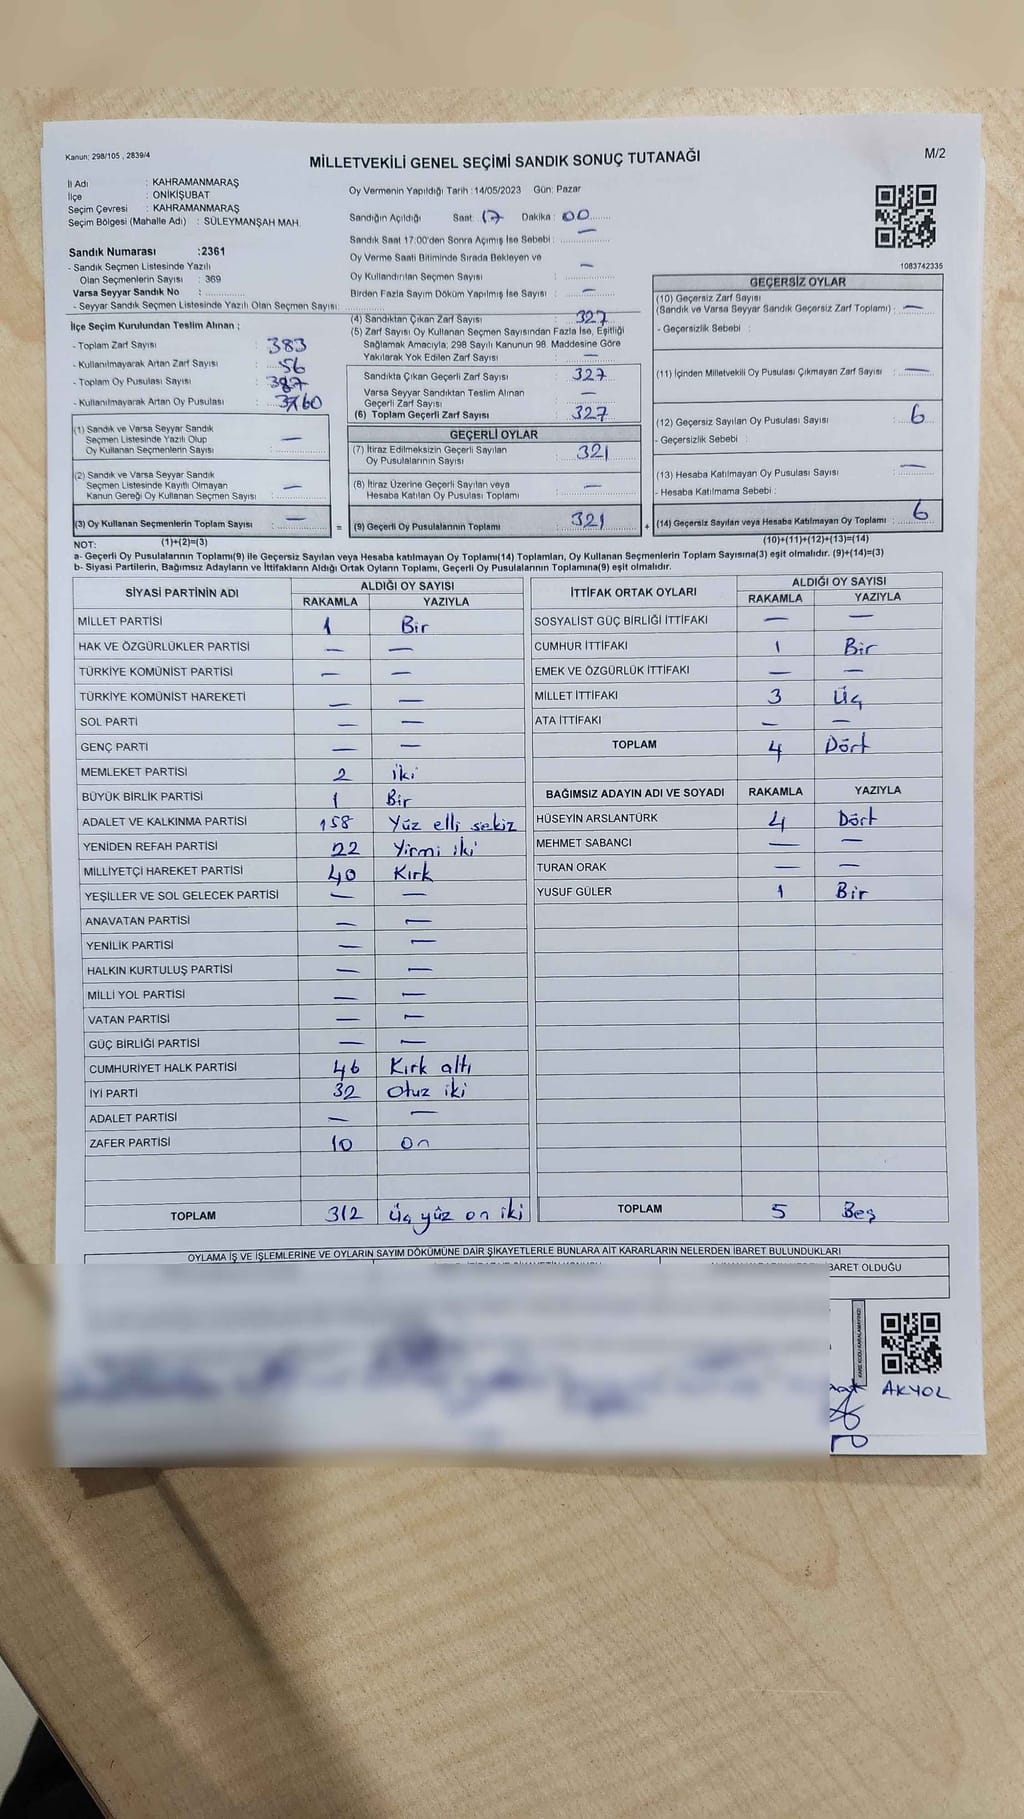 Kanun: 298/105 , 2839/4
MİLLETVEKİLİ GENEL SEÇİMİ SANDIK SONUÇ TUTANAĞI
M/2
İl Adı : KAHRAMANMARAŞ
İlçe : ONİKİŞUBAT
Seçim Çevresi : KAHRAMANMARAŞ
Seçim Bölgesi (Mahalle Adı) : SÜLEYMANŞAH MAH.
Sandık Numarası :2361
- Sandık Seçmen Listesinde Yazılı
Olan Seçmenlerin Sayısı : 369
Varsa Seyyar Sandık No :
- Seyyar Sandık Seçmen Listesinde Yazılı Olan Seçmen Sayısı :
Oy Vermenin Yapıldığı Tarih :14/05/2023 Gün: Pazar
Sandığın Açıldığı Saat: 17 Dakika : 00
Sandık Saat 17:00'den Sonra Açımış İse Sebebi : —
Oy Verme Saati Bitiminde Sırada Bekleyen ve
Oy Kullandırılan Seçmen Sayısı : —
Birden Fazla Sayım Döküm Yapılmış İse Sayısı : —
1083742335
İlçe Seçim Kurulundan Teslim Alınan ;
- Toplam Zarf Sayısı : 383
- Kullanılmayarak Artan Zarf Sayısı : 56
- Toplam Oy Pusulası Sayısı : 387
- Kullanılmayarak Artan Oy Pusulası : 60
(1) Sandık ve Varsa Seyyar Sandık
Seçmen Listesinde Yazılı Olup
Oy Kullanan Seçmenlerin Sayısı : —
(2) Sandık ve Varsa Seyyar Sandık
Seçmen Listesinde Kayıtlı Olmayan
Kanun Gereği Oy Kullanan Seçmen Sayısı : —
(3) Oy Kullanan Seçmenlerin Toplam Sayısı : —
(1)+(2)=(3)
(4) Sandıktan Çıkan Zarf Sayısı : 327
(5) Zarf Sayısı Oy Kullanan Seçmen Sayısından Fazla İse, Eşitliği
Sağlamak Amacıyla; 298 Sayılı Kanunun 98. Maddesine Göre
Yakılarak Yok Edilen Zarf Sayısı : —
Sandıkta Çıkan Geçerli Zarf Sayısı : 327
Varsa Seyyar Sandıktan Teslim Alınan
Geçerli Zarf Sayısı : —
(6) Toplam Geçerli Zarf Sayısı : 327
GEÇERLİ OYLAR
(7) İtiraz Edilmeksizin Geçerli Sayılan
Oy Pusulalarının Sayısı : 321
(8) İtiraz Üzerine Geçerli Sayılan veya
Hesaba Katılan Oy Pusulası Toplamı : —
= (9) Geçerli Oy Pusulalarının Toplamı : 321
GEÇERSİZ OYLAR
(10) Geçersiz Zarf Sayısı
(Sandık ve Varsa Seyyar Sandık Geçersiz Zarf Toplamı) : —
- Geçersizlik Sebebi :
(11) İçinden Milletvekili Oy Pusulası Çıkmayan Zarf Sayısı : —
(12) Geçersiz Sayılan Oy Pusulası Sayısı : 6
- Geçersizlik Sebebi :
(13) Hesaba Katılmayan Oy Pusulası Sayısı : —
- Hesaba Katılmama Sebebi :
+ (14) Geçersiz Sayılan veya Hesaba Katılmayan Oy Toplamı : 6
(10)+(11)+(12)+(13)=(14)
NOT:
a- Geçerli Oy Pusulalarının Toplamı(9) ile Geçersiz Sayılan veya Hesaba katılmayan Oy Toplamı(14) Toplamları, Oy Kullanan Seçmenlerin Toplam Sayısına(3) eşit olmalıdır. (9)+(14)=(3)
b- Siyasi Partilerin, Bağımsız Adayların ve İttifakların Aldığı Ortak Oyların Toplamı, Geçerli Oy Pusulalarının Toplamına(9) eşit olmalıdır.
SİYASİ PARTİNİN ADI ALDIĞI OY SAYISI
RAKAMLA YAZIYLA
MİLLET PARTİSİ 1 Bir
HAK VE ÖZGÜRLÜKLER PARTİSİ — —
TÜRKİYE KOMÜNİST PARTİSİ — —
TÜRKİYE KOMÜNİST HAREKETİ — —
SOL PARTİ — —
GENÇ PARTİ — —
MEMLEKET PARTİSİ 2 iki
BÜYÜK BİRLİK PARTİSİ 1 Bir
ADALET VE KALKINMA PARTİSİ 158 Yüz elli sekiz
YENİDEN REFAH PARTİSİ 22 Yirmi iki
MİLLİYETÇİ HAREKET PARTİSİ 40 Kırk
YEŞİLLER VE SOL GELECEK PARTİSİ — —
ANAVATAN PARTİSİ — —
YENİLİK PARTİSİ — —
HALKIN KURTULUŞ PARTİSİ — —
MİLLİ YOL PARTİSİ — —
VATAN PARTİSİ — —
GÜÇ BİRLİĞİ PARTİSİ — —
CUMHURİYET HALK PARTİSİ 46 Kırk altı
İYİ PARTİ 32 Otuz iki
ADALET PARTİSİ — —
ZAFER PARTİSİ 10 on
TOPLAM 312 Üç yüz on iki
İTTİFAK ORTAK OYLARI ALDIĞI OY SAYISI
RAKAMLA YAZIYLA
SOSYALİST GÜÇ BİRLİĞİ İTTİFAKI — —
CUMHUR İTTİFAKI 1 Bir
EMEK VE ÖZGÜRLÜK İTTİFAKI — —
MİLLET İTTİFAKI 3 Üç
ATA İTTİFAKI — —
TOPLAM 4 Dört
BAĞIMSIZ ADAYIN ADI VE SOYADI RAKAMLA YAZIYLA
HÜSEYİN ARSLANTÜRK 4 Dört
MEHMET SABANCI — —
TURAN ORAK — —
YUSUF GÜLER 1 Bir
TOPLAM 5 Beş
OYLAMA İŞ VE İŞLEMLERİNE VE OYLARIN SAYIM DÖKÜMÜNE DAİR ŞİKAYETLERLE BUNLARA AİT KARARLARIN NELERDEN İBARET BULUNDUKLARI
İBARET OLDUĞU
KARE KODU KARALAMAYINIZ!
AKYOL